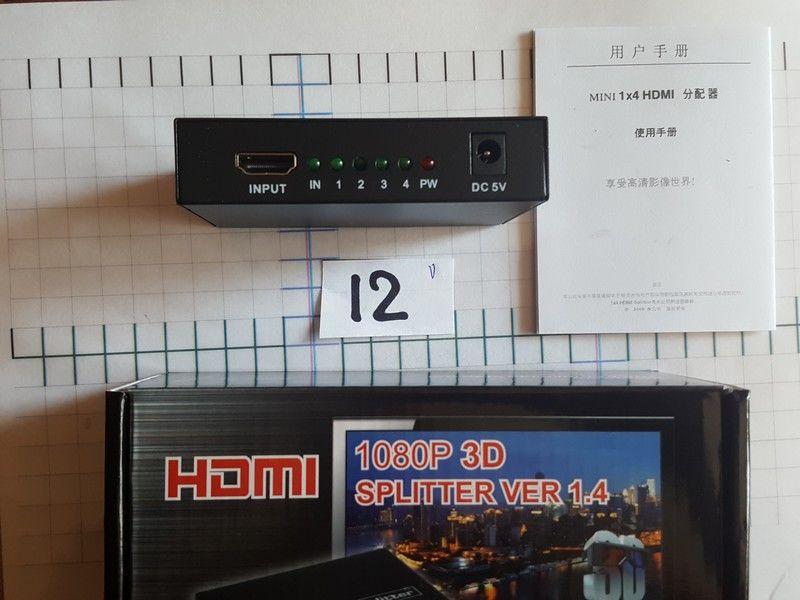 用户手册
MINI 1x4 HDMI 分配器
使用手册
享受高清影像世界!
INPUT IN 1 2 3 4 PW DC 5V
12
HDMI
1080P 3D
SPLITTER VER 1.4
3D